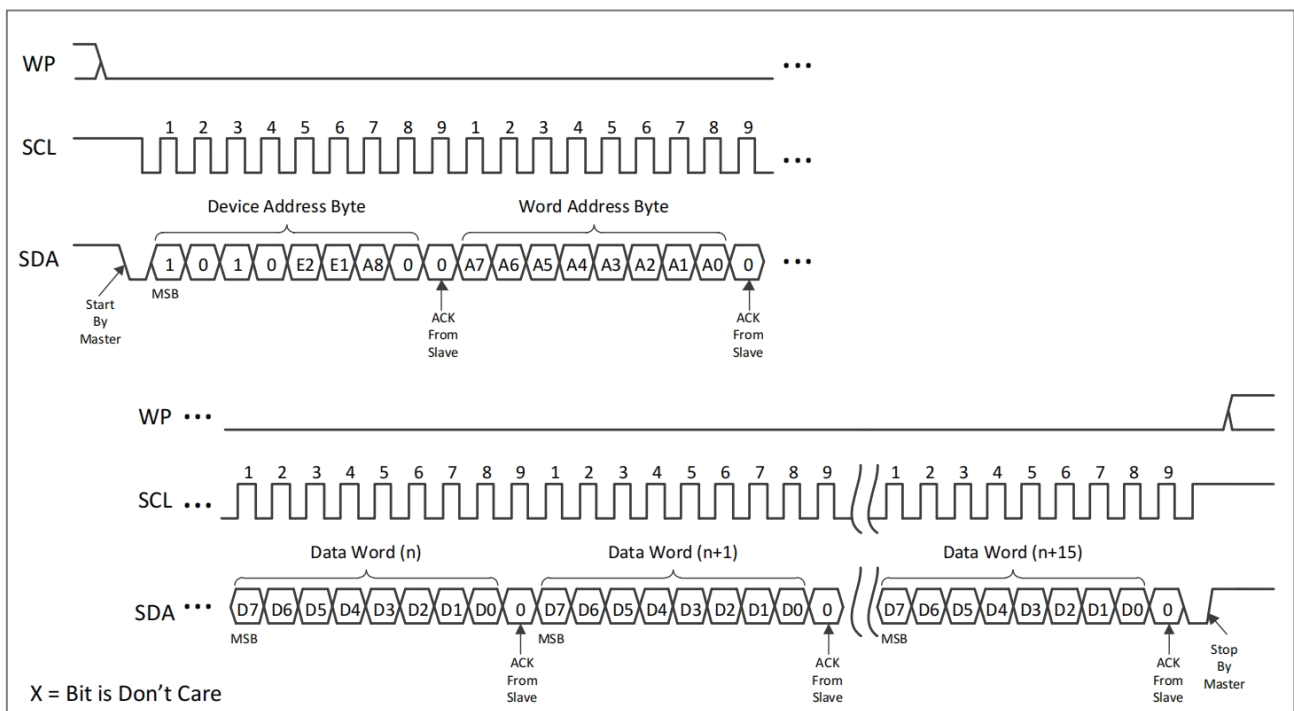 WP ...
1 2 3 4 5 6 7 8 9 1 2 3 4 5 6 7 8 9
SCL ...
Device Address Byte Word Address Byte
SDA 1 0 1 0 E2 E1 A8 0 0 A7 A6 A5 A4 A3 A2 A1 A0 0 ...
MSB
Start By Master
ACK From Slave
ACK From Slave
WP ...
1 2 3 4 5 6 7 8 9 1 2 3 4 5 6 7 8 9 1 2 3 4 5 6 7 8 9
SCL ...
Data Word (n) Data Word (n+1) Data Word (n+15)
SDA ... D7 D6 D5 D4 D3 D2 D1 D0 0 D7 D6 D5 D4 D3 D2 D1 D0 0 D7 D6 D5 D4 D3 D2 D1 D0 0
MSB MSB MSB
ACK From Slave
ACK From Slave
ACK From Slave
Stop By Master
X = Bit is Don't Care